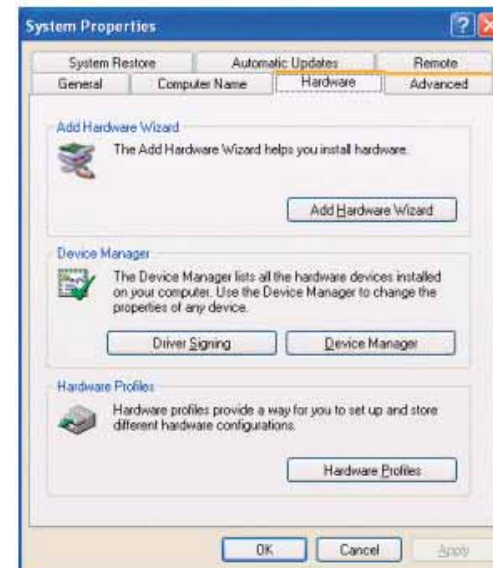 System Properties
System Restore Automatic Updates Remote
General Computer Name Hardware Advanced
Add Hardware Wizard
The Add Hardware Wizard helps you install hardware.
Add Hardware Wizard
Device Manager
The Device Manager lists all the hardware devices installed
on your computer. Use the Device Manager to change the
properties of any device.
Driver Signing Device Manager
Hardware Profiles
Hardware profiles provide a way for you to set up and store
different hardware configurations.
Hardware Profiles
OK Cancel Apply